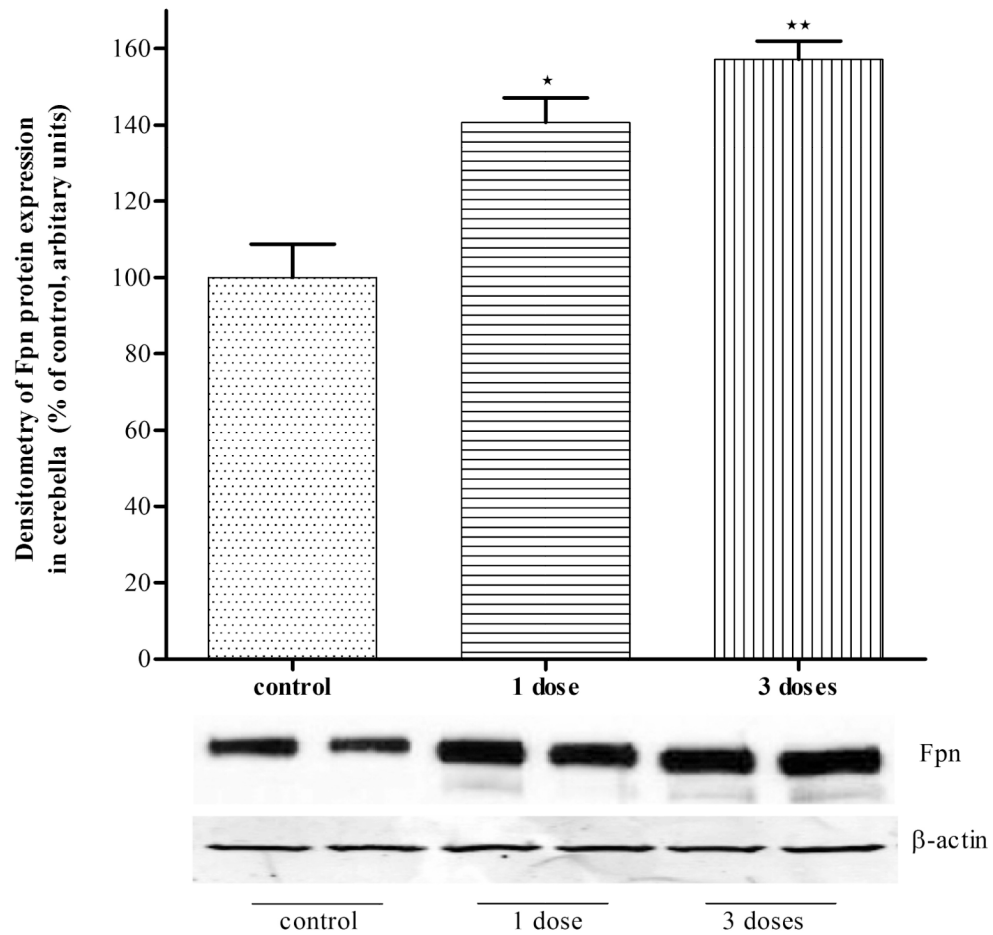 Densitometry of Fpn protein expression
in cerebella (% of control, arbitary units)
160
140
120
100
80
60
40
20
0
★
★★
control 1 dose 3 doses
Fpn
β-actin
control 1 dose 3 doses